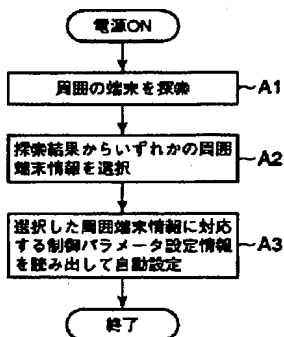 電源ON
周囲の端末を探索
A1
探索結果からいずれかの周囲
端末情報を選択
A2
選択した周囲端末情報に対応
する制御パラメータ設定情報
を読み出して自動設定
A3
終了